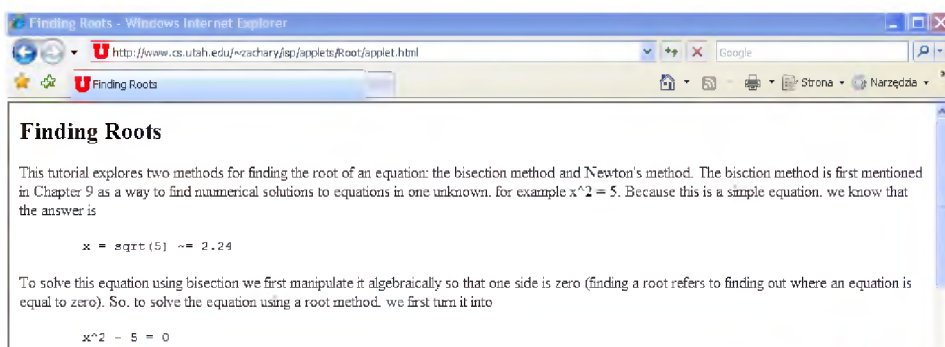 Finding Roots - Windows Internet Explorer
http://www.cs.utah.edu/~zachary/isp/applets/Root/applet.html
Google
Finding Roots
Strona
Narzędzia
Finding Roots
This tutorial explores two methods for finding the root of an equation: the bisection method and Newton's method. The bisction method is first mentioned
in Chapter 9 as a way to find nuumerical solutions to equations in one unknown. for example x^2 = 5. Because this is a simple equation. we know that
the answer is
x = sqrt(5) ~= 2.24
To solve this equation using bisection we first manipulate it algebraically so that one side is zero (finding a root refers to finding out where an equation is
equal to zero). So. to solve the equation using a root method. we first turn it into
x^2 - 5 = 0